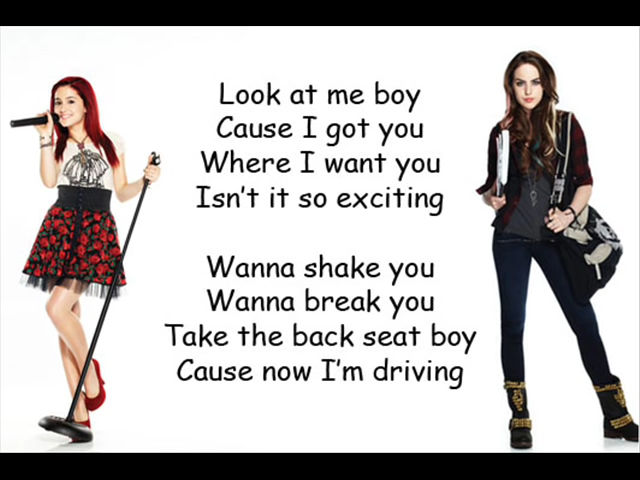 Look at me boy
Cause I got you
Where I want you
Isn't it so exciting
Wanna shake you
Wanna break you
Take the back seat boy
Cause now I'm driving